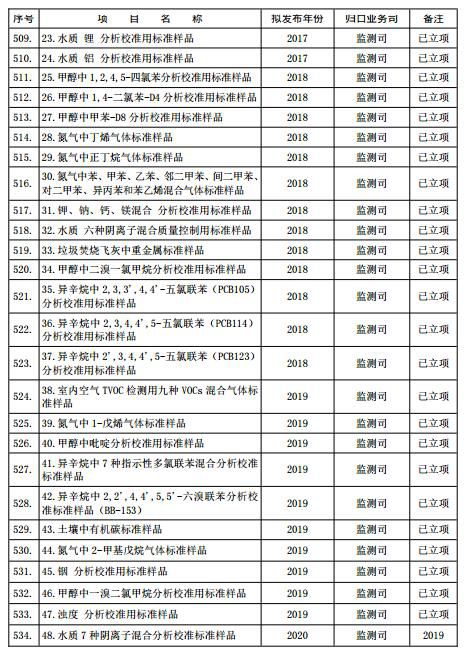 序号 项 目 名 称 拟发布年份 归口业务司 备注
509. 23.水质 锂 分析校准用标准样品 2017 监测司 已立项
510. 24.水质 铝 分析校准用标准样品 2017 监测司 已立项
511. 25.甲醇中1,2,4,5-四氯苯分析校准用标准样品 2018 监测司 已立项
512. 26.甲醇中1,4-二氯苯-D4分析校准用标准样品 2018 监测司 已立项
513. 27.甲醇中甲苯-D8分析校准用标准样品 2018 监测司 已立项
514. 28.氮气中丁烯气体标准样品 2018 监测司 已立项
515. 29.氮气中正丁烷气体标准样品 2018 监测司 已立项
516. 30.氮气中苯、甲苯、乙苯、邻二甲苯、间二甲苯、 2018 监测司 已立项
对二甲苯、异丙苯和苯乙烯混合气体标准样品
517. 31.钾、钠、钙、镁混合 分析校准用标准样品 2018 监测司 已立项
518. 32.水质 六种阴离子混合质量控制用标准样品 2018 监测司 已立项
519. 33.垃圾焚烧飞灰中重金属标准样品 2018 监测司 已立项
520. 34.甲醇中二溴一氯甲烷分析校准用标准样品 2018 监测司 已立项
521. 35.异辛烷中2,3,3',4,4'-五氯联苯（PCB105） 2018 监测司 已立项
分析校准用标准样品
522. 36.异辛烷中2,3,4,4',5-五氯联苯（PCB114） 2018 监测司 已立项
分析校准用标准样品
523. 37.异辛烷中2',3,4,4',5-五氯联苯（PCB123） 2018 监测司 已立项
分析校准用标准样品
524. 38.室内空气TVOC检测用九种VOCs混合气体标 2019 监测司 已立项
准样品
525. 39.氮气中1-戊烯气体标准样品 2019 监测司 已立项
526. 40.甲醇中吡啶分析校准用标准样品 2019 监测司 已立项
527. 41.异辛烷中7种指示性多氯联苯混合分析校准 2019 监测司 已立项
用标准样品
528. 42.异辛烷中2,2',4,4',5,5'-六溴联苯分析校 2019 监测司 已立项
准标准样品（BB-153）
529. 43.土壤中有机碳标准样品 2019 监测司 已立项
530. 44.氮气中2-甲基戊烷气体标准样品 2019 监测司 已立项
531. 45.铟 分析校准用标准样品 2019 监测司 已立项
532. 46.甲醇中一溴二氯甲烷分析校准用标准样品 2019 监测司 已立项
533. 47.浊度 分析校准用标准样品 2019 监测司 已立项
534. 48.水质7种阴离子混合分析校准用标准样品 2020 监测司 2019